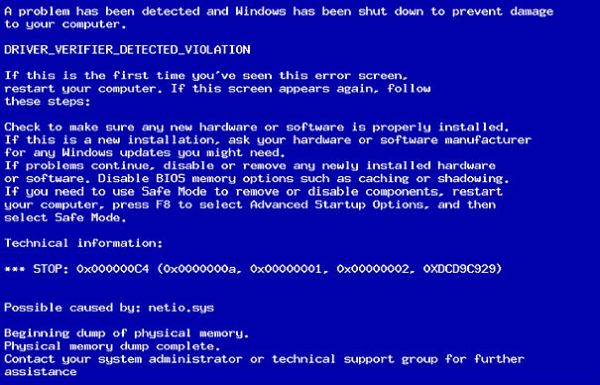 A problem has been detected and Windows has been shut down to prevent damage
to your computer.
DRIVER_VERIFIER_DETECTED_VIOLATION
If this is the first time you've seen this error screen,
restart your computer. If this screen appears again, follow
these steps:
Check to make sure any new hardware or software is properly installed.
If this is a new installation, ask your hardware or software manufacturer
for any Windows updates you might need.
If problems continue, disable or remove any newly installed hardware
or software. Disable BIOS memory options such as caching or shadowing.
If you need to use Safe Mode to remove or disable components, restart
your computer, press F8 to select Advanced Startup Options, and then
select Safe Mode.
Technical information:
*** STOP: 0x000000C4 (0x0000000a, 0x00000001, 0x00000002, 0XDCD9C929)
Possible caused by: netio.sys
Beginning dump of physical memory.
Physical memory dump complete.
Contact your system administrator or technical support group for further
assistance